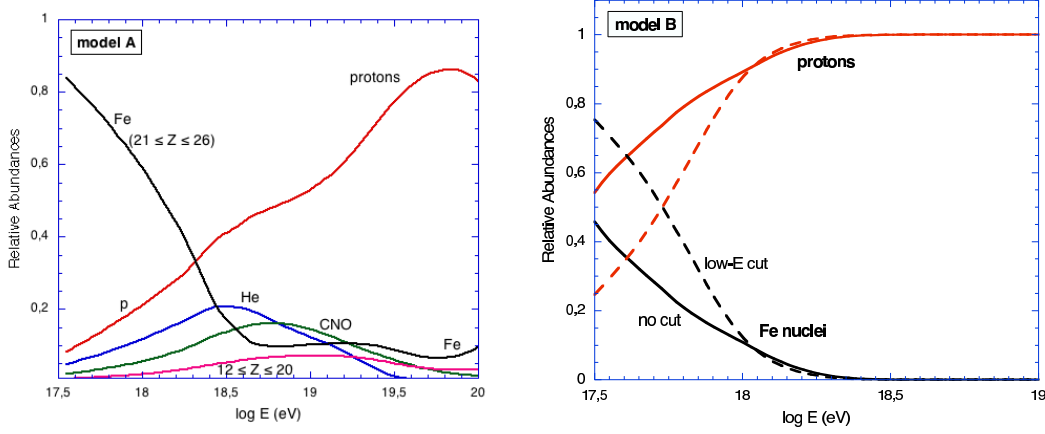 model A
Relative Abundances
1
0,8
0,6
0,4
0,2
protons
Fe
(21 ≤ Z ≤ 26)
p
He
CNO
Fe
12 ≤ Z ≤ 20
17,5 18 18,5 19 19,5 20
log E (eV)
model B
Relative Abundances
1
0,8
0,6
0,4
0,2
0
protons
low-E cut
no cut
Fe nuclei
17,5 18 18,5 19
log E (eV)